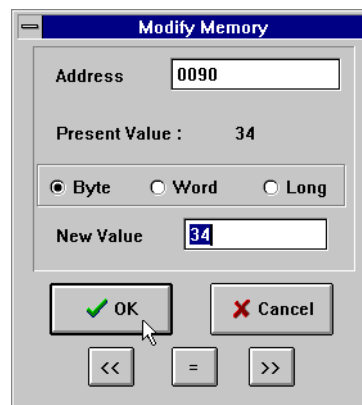 Modify Memory
Address 0090
Present Value : 34
Byte Word Long
New Value 34
OK Cancel
<< = >>